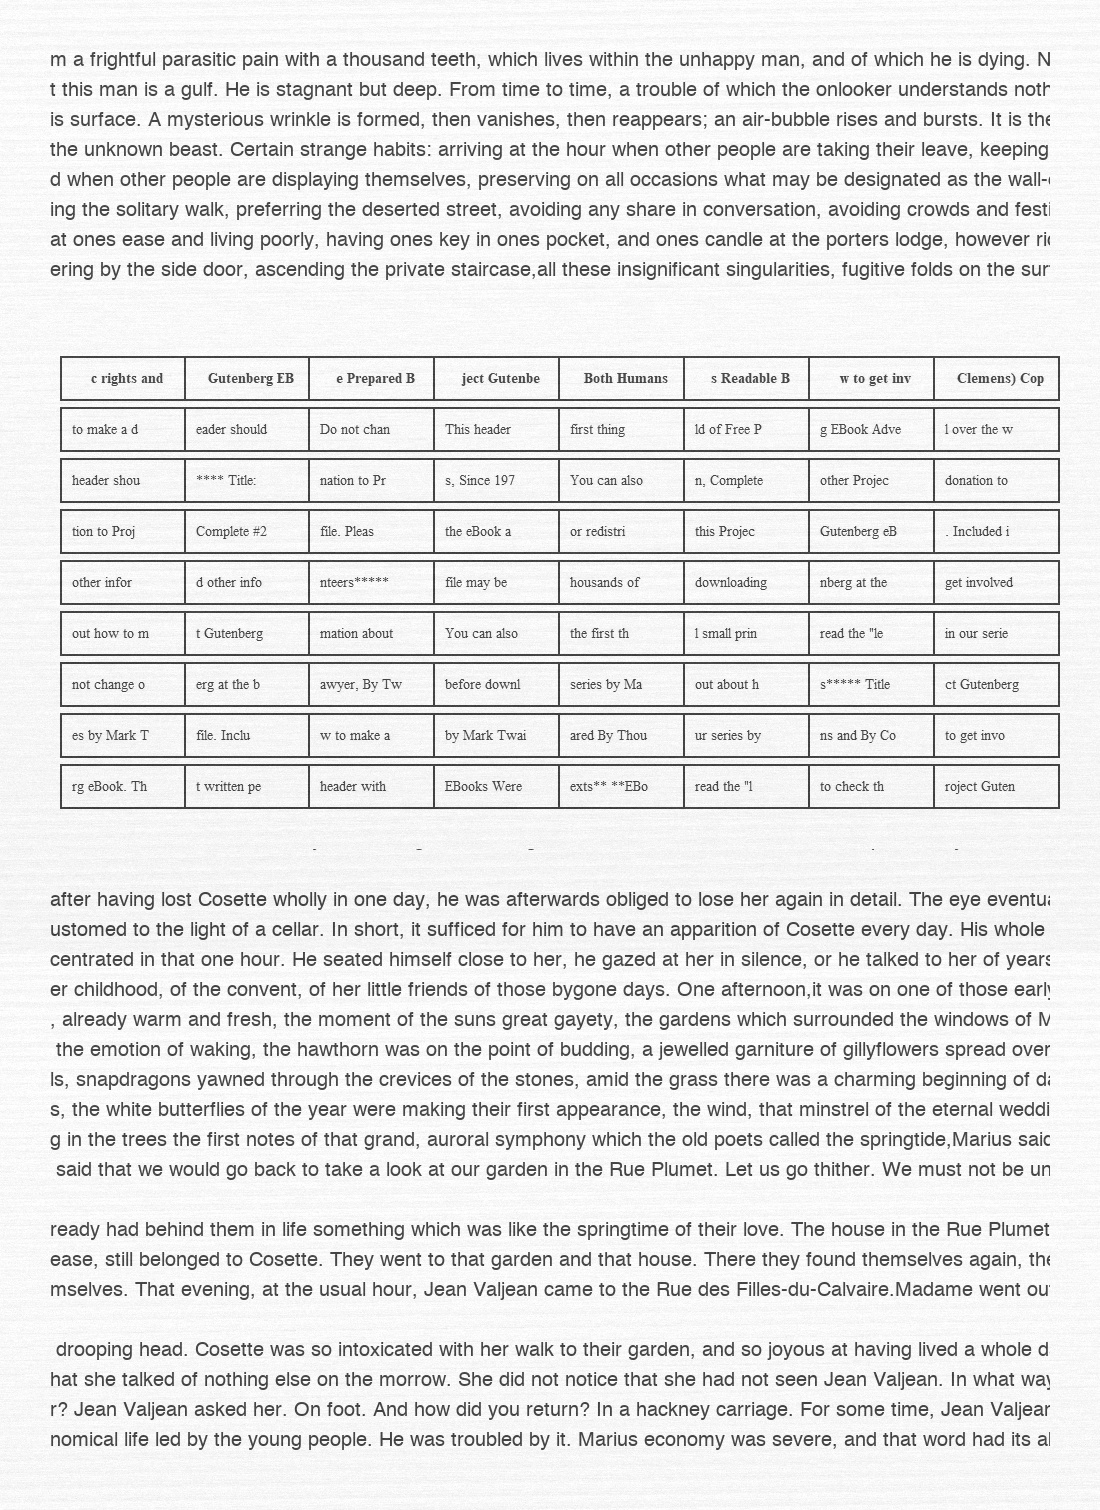 m a frightful parasitic pain with a thousand teeth, which lives within the unhappy man, and of which he is dying. N
t this man is a gulf. He is stagnant but deep. From time to time, a trouble of which the onlooker understands noth
is surface. A mysterious wrinkle is formed, then vanishes, then reappears; an air-bubble rises and bursts. It is the
the unknown beast. Certain strange habits: arriving at the hour when other people are taking their leave, keeping
d when other people are displaying themselves, preserving on all occasions what may be designated as the wall-
ing the solitary walk, preferring the deserted street, avoiding any share in conversation, avoiding crowds and festi
at ones ease and living poorly, having ones key in ones pocket, and ones candle at the porters lodge, however ri
ering by the side door, ascending the private staircase,all these insignificant singularities, fugitive folds on the sur
c rights and Gutenberg EB e Prepared B ject Gutenbe Both Humans s Readable B w to get inv Clemens) Cop
to make a d eader should Do not chan This header first thing ld of Free P g EBook Adve l over the w
header shou **** Title: nation to Pr s, Since 197 You can also n, Complete other Projec donation to
tion to Proj Complete #2 file. Pleas the eBook a or redistri this Projec Gutenberg eB . Included i
other infor d other info nteers***** file may be housands of downloading nberg at the get involved
out how to m t Gutenberg mation about You can also the first th l small prin read the "le in our serie
not change o erg at the b awyer, By Tw before downl series by Ma out about h s***** Title ct Gutenberg
es by Mark T file. Inclu w to make a by Mark Twai ared By Thou ur series by ns and By Co to get invo
rg eBook. Th t written pe header with EBooks Were exts** **EBo read the "l to check th roject Guten
after having lost Cosette wholly in one day, he was afterwards obliged to lose her again in detail. The eye eventua
ustomed to the light of a cellar. In short, it sufficed for him to have an apparition of Cosette every day. His whole
centrated in that one hour. He seated himself close to her, he gazed at her in silence, or he talked to her of years
er childhood, of the convent, of her little friends of those bygone days. One afternoon,it was on one of those early
, already warm and fresh, the moment of the suns great gayety, the gardens which surrounded the windows of M
the emotion of waking, the hawthorn was on the point of budding, a jewelled garniture of gillyflowers spread over
ls, snapdragons yawned through the crevices of the stones, amid the grass there was a charming beginning of da
s, the white butterflies of the year were making their first appearance, the wind, that minstrel of the eternal weddi
g in the trees the first notes of that grand, auroral symphony which the old poets called the springtide,Marius said
said that we would go back to take a look at our garden in the Rue Plumet. Let us go thither. We must not be un
ready had behind them in life something which was like the springtime of their love. The house in the Rue Plumet
ease, still belonged to Cosette. They went to that garden and that house. There they found themselves again, the
mselves. That evening, at the usual hour, Jean Valjean came to the Rue des Filles-du-Calvaire.Madame went out
drooping head. Cosette was so intoxicated with her walk to their garden, and so joyous at having lived a whole d
hat she talked of nothing else on the morrow. She did not notice that she had not seen Jean Valjean. In what way
r? Jean Valjean asked her. On foot. And how did you return? In a hackney carriage. For some time, Jean Valjean
nomical life led by the young people. He was troubled by it. Marius economy was severe, and that word had its a